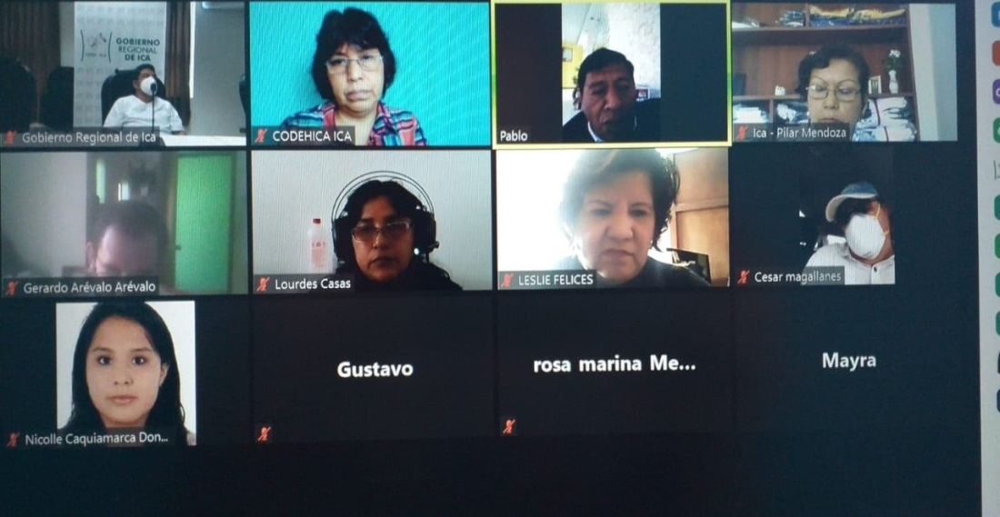 GOBIERNO
REGIONAL
DE ICA
Gobierno Regional de Ica
CODEHICA ICA
Pablo
Ica - Pilar Mendoza
Gerardo Arévalo Arévalo
Lourdes Casas
LESLIE FELICES
Cesar magallanes
Nicolle Caquiamarca Don...
Gustavo
rosa marina Me...
Mayra